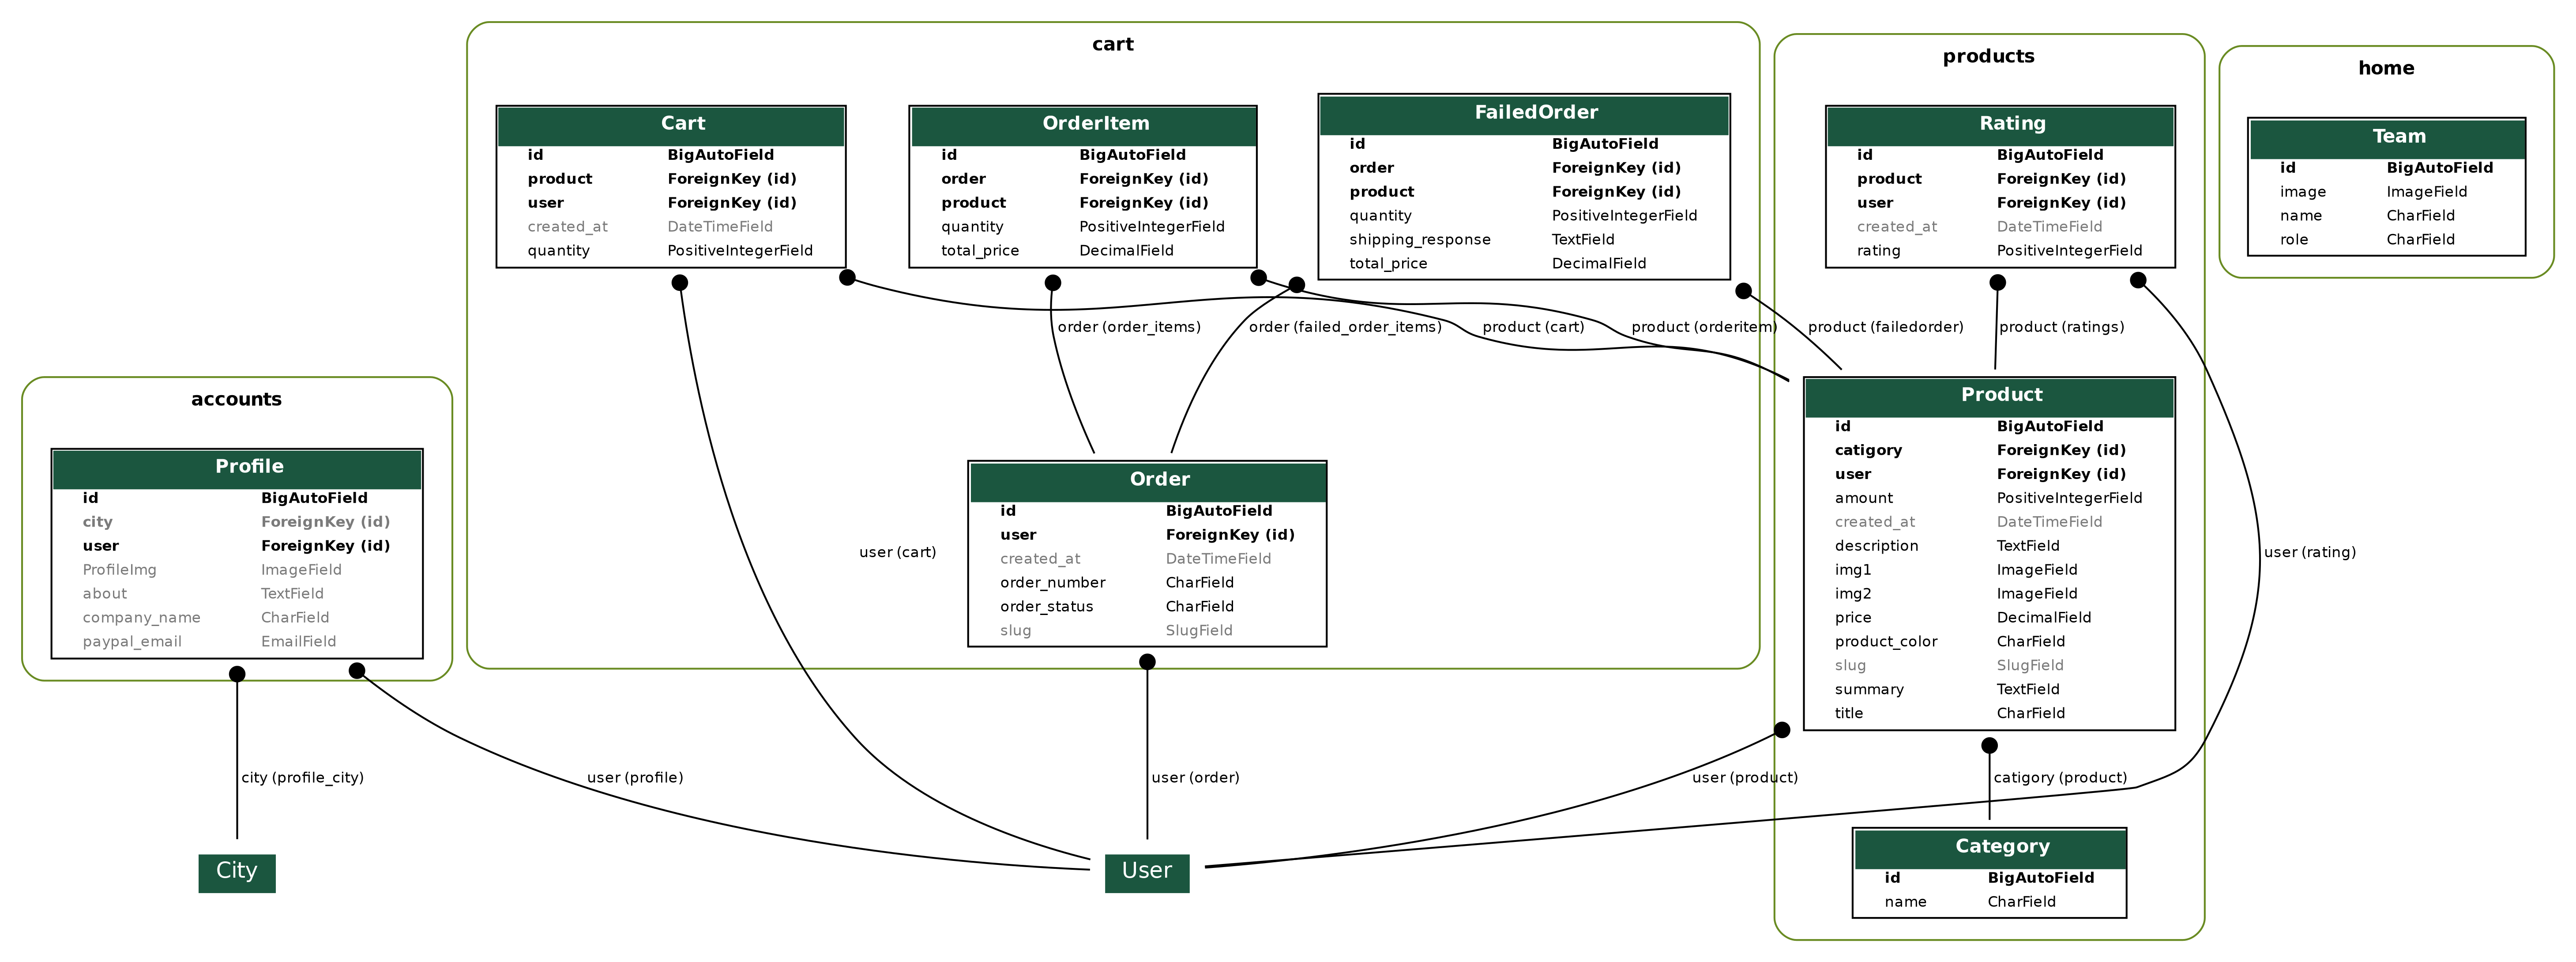 cart
Cart
id BigAutoField
product ForeignKey (id)
user ForeignKey (id)
created_at DateTimeField
quantity PositiveIntegerField
OrderItem
id BigAutoField
order ForeignKey (id)
product ForeignKey (id)
quantity PositiveIntegerField
total_price DecimalField
FailedOrder
id BigAutoField
order ForeignKey (id)
product ForeignKey (id)
quantity PositiveIntegerField
shipping_response TextField
total_price DecimalField
products
Rating
id BigAutoField
product ForeignKey (id)
user ForeignKey (id)
created_at DateTimeField
rating PositiveIntegerField
home
Team
id BigAutoField
image ImageField
name CharField
role CharField
order (order_items)
order (failed_order_items)
product (cart)
product (orderitem)
product (failedorder)
product (ratings)
accounts
Profile
id BigAutoField
city ForeignKey (id)
user ForeignKey (id)
ProfileImg ImageField
about TextField
company_name CharField
paypal_email EmailField
user (cart)
Order
id BigAutoField
user ForeignKey (id)
created_at DateTimeField
order_number CharField
order_status CharField
slug SlugField
Product
id BigAutoField
catigory ForeignKey (id)
user ForeignKey (id)
amount PositiveIntegerField
created_at DateTimeField
description TextField
img1 ImageField
img2 ImageField
price DecimalField
product_color CharField
slug SlugField
summary TextField
title CharField
user (rating)
city (profile_city)
user (profile)
user (order)
user (product)
catigory (product)
City
User
Category
id BigAutoField
name CharField